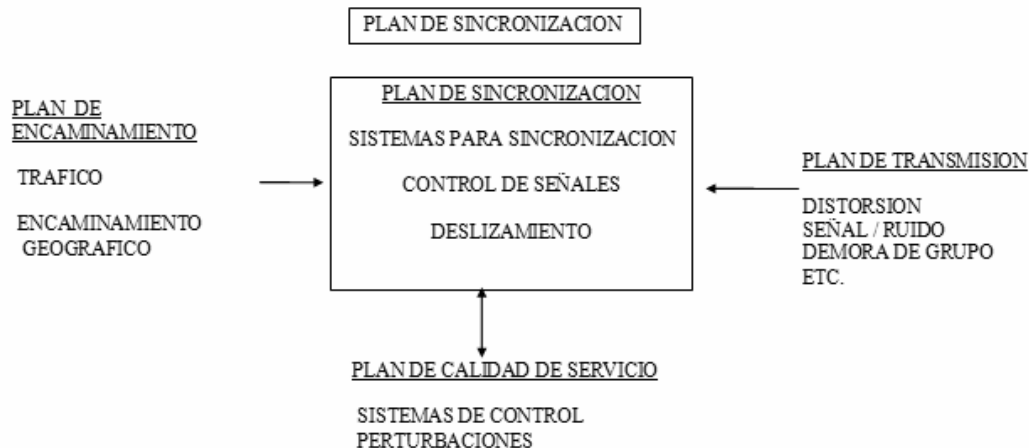 PLAN DE SINCRONIZACION
PLAN DE
ENCAMINAMIENTO
TRAFICO
ENCAMINAMIENTO
GEOGRAFICO
PLAN DE SINCRONIZACION
SISTEMAS PARA SINCRONIZACION
CONTROL DE SEÑALES
DESLIZAMIENTO
PLAN DE TRANSMISION
DISTORSION
SEÑAL / RUIDO
DEMORA DE GRUPO
ETC.
PLAN DE CALIDAD DE SERVICIO
SISTEMAS DE CONTROL
PERTURBACIONES